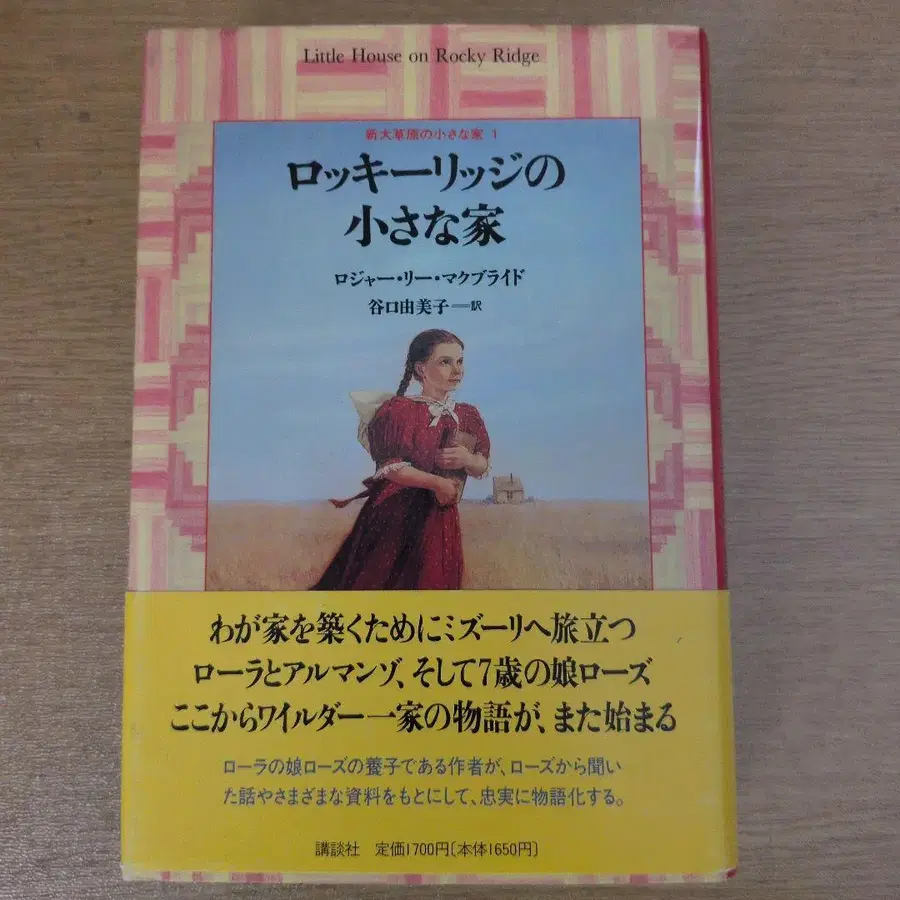 Little House on Rocky Ridge
新大草原の小さな家 1
ロッキーリッジの
小さな家
ロジャー・リー・マクブライド
谷口由美子──訳
わが家を築くためにミズーリへ旅立つ
ローラとアルマンゾ、そして7歳の娘ローズ
ここからワイルダー一家の物語が、また始まる
ローラの娘ローズの養子である作者が、ローズから聞い
た話やさまざまな資料をもとにして、忠実に物語化する。
講談社 定価1700円〔本体1650円〕